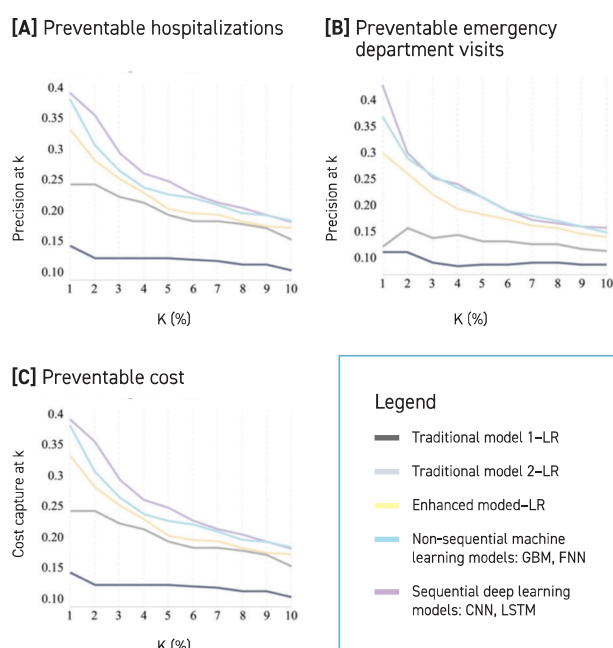 [A] Preventable hospitalizations
0.4
0.35
0.3
0.25
0.20
0.15
0.10
Precision at k
1 2 3 4 5 6 7 8 9 10
K (%)
[B] Preventable emergency
department visits
0.4
0.35
0.3
0.25
0.20
0.15
0.10
Precision at k
1 2 3 4 5 6 7 8 9 10
K (%)
[C] Preventable cost
0.4
0.35
0.3
0.25
0.20
0.15
0.10
Cost capture at k
1 2 3 4 5 6 7 8 9 10
K (%)
Legend
Traditional model 1–LR
Traditional model 2–LR
Enhanced moded–LR
Non-sequential machine
learning models: GBM, FNN
Sequential deep learning
models: CNN, LSTM